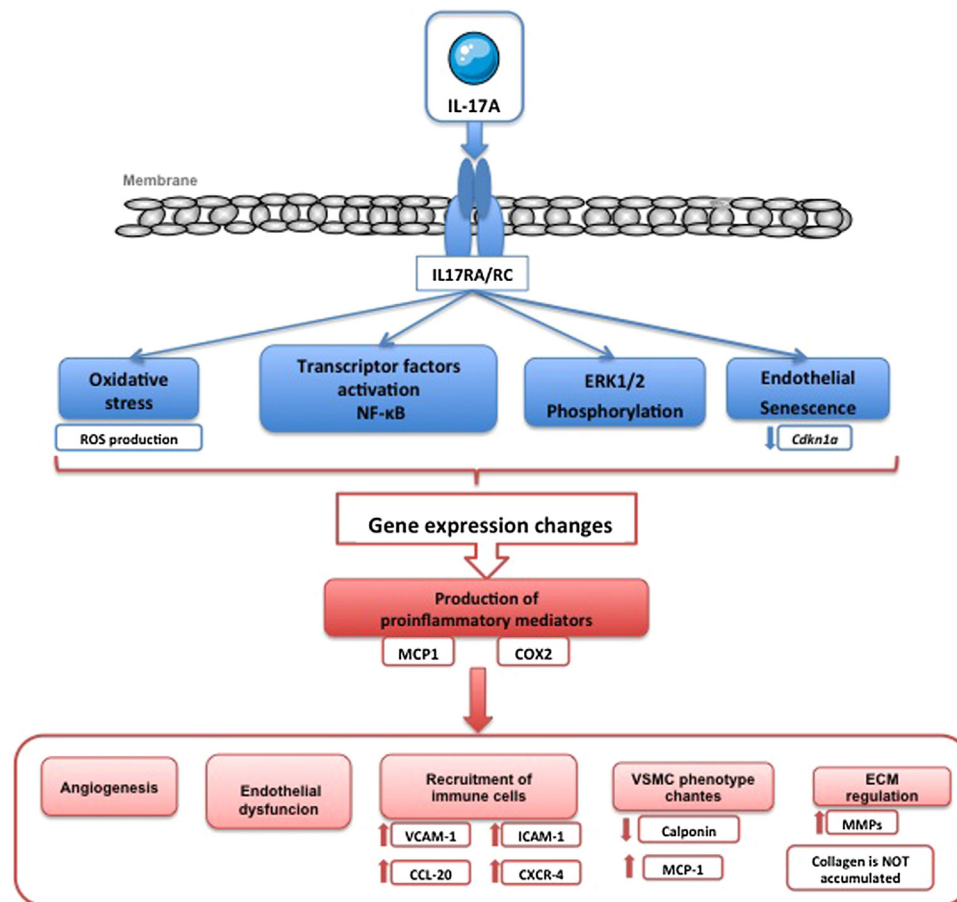 IL-17A
Membrane
IL17RA/RC
Oxidative
stress
ROS production
Transcriptor factors
activation
NF-κB
ERK1/2
Phosphorylation
Endothelial
Senescence
Cdkn1a
Gene expression changes
Production of
proinflammatory mediators
MCP1
COX2
Angiogenesis
Endothelial
dysfuncion
Recruitment of
immune cells
VCAM-1
ICAM-1
CCL-20
CXCR-4
VSMC phenotype
chantes
Calponin
MCP-1
ECM
regulation
MMPs
Collagen is NOT
accumulated